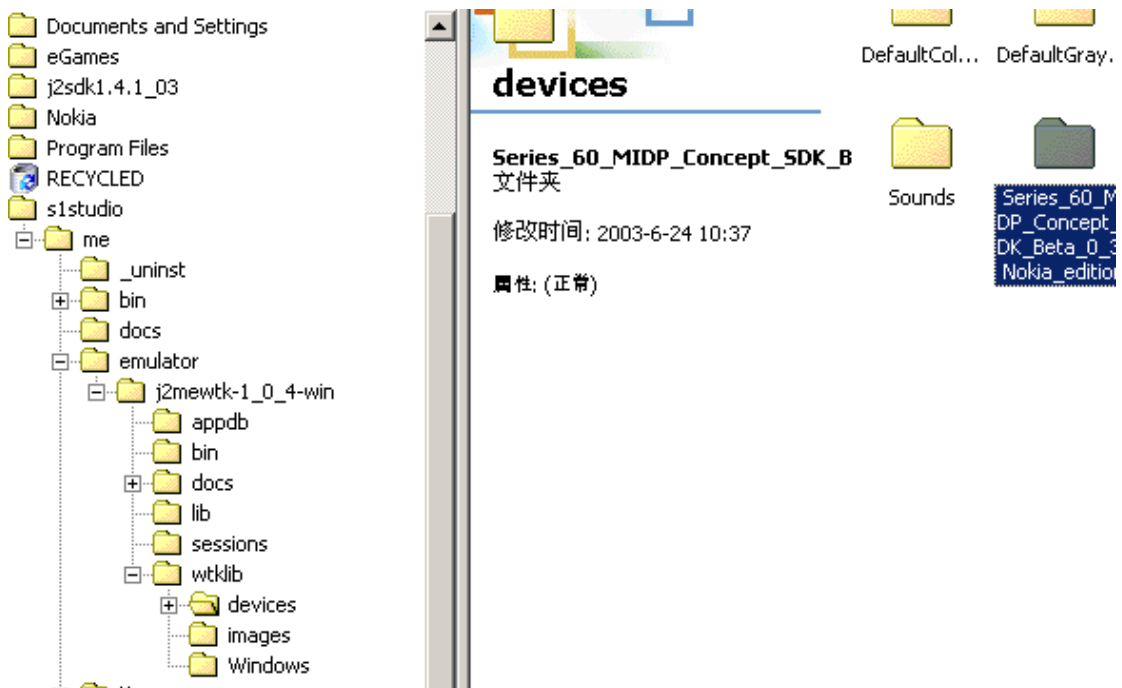 Documents and Settings
eGames
j2sdk1.4.1_03
Nokia
Program Files
RECYCLED
s1studio
me
_uninst
bin
docs
emulator
j2mewtk-1_0_4-win
appdb
bin
docs
lib
sessions
wtklib
devices
images
Windows
devices
Series_60_MIDP_Concept_SDK_B
文件夹
修改时间: 2003-6-24 10:37
属性: (正常)
DefaultCol...
DefaultGray.
Sounds
Series_60_M
DP_Concept_
DK_Beta_0_3
Nokia_edition